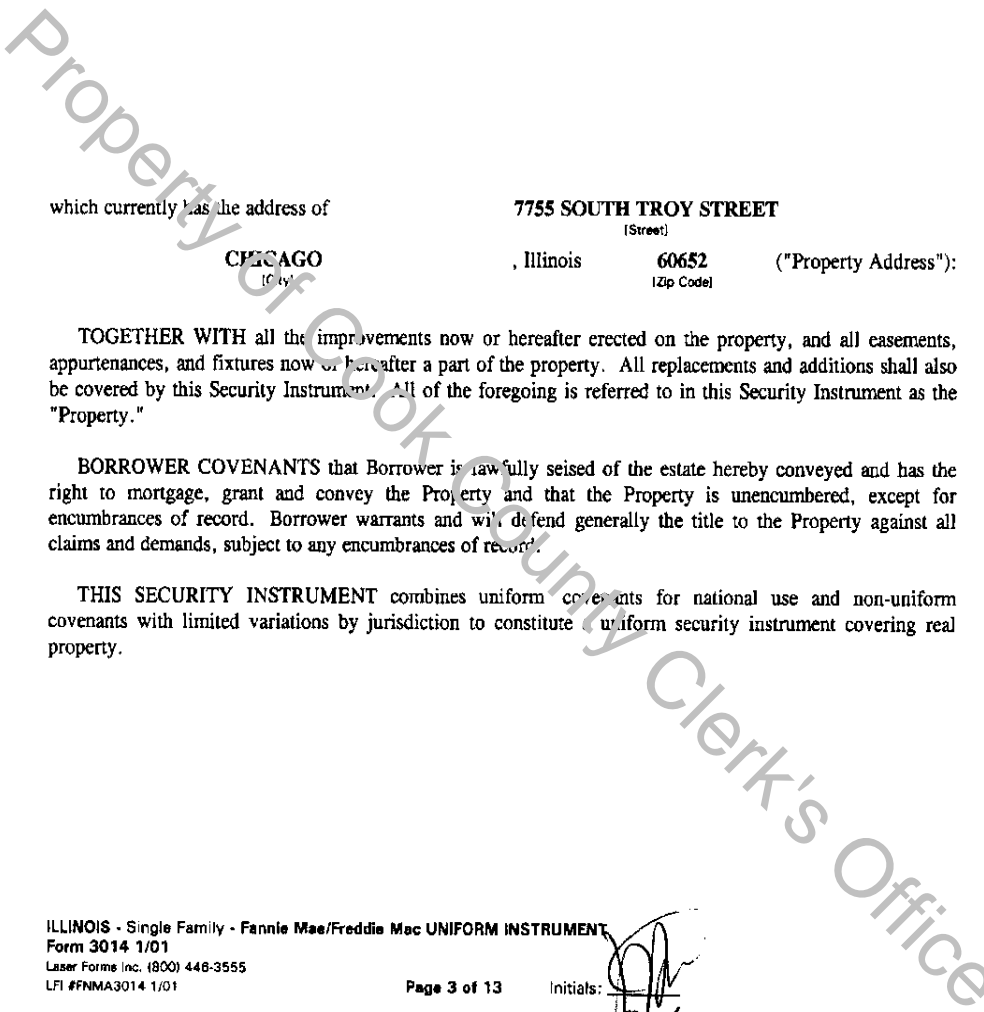 which currently has the address of 7755 SOUTH TROY STREET
[Street]
CHICAGO , Illinois 60652 ("Property Address"):
[City] [Zip Code]
TOGETHER WITH all the improvements now or hereafter erected on the property, and all easements,
appurtenances, and fixtures now or hereafter a part of the property. All replacements and additions shall also
be covered by this Security Instrument. All of the foregoing is referred to in this Security Instrument as the
"Property."
BORROWER COVENANTS that Borrower is lawfully seised of the estate hereby conveyed and has the
right to mortgage, grant and convey the Property and that the Property is unencumbered, except for
encumbrances of record. Borrower warrants and will defend generally the title to the Property against all
claims and demands, subject to any encumbrances of record.
THIS SECURITY INSTRUMENT combines uniform covenants for national use and non-uniform
covenants with limited variations by jurisdiction to constitute a uniform security instrument covering real
property.
ILLINOIS - Single Family - Fannie Mae/Freddie Mac UNIFORM INSTRUMENT
Form 3014 1/01
Laser Forms Inc. (800) 446-3555
LFI #FNMA3014 1/01 Page 3 of 13 Initials:
Property of Cook County Clerk's Office